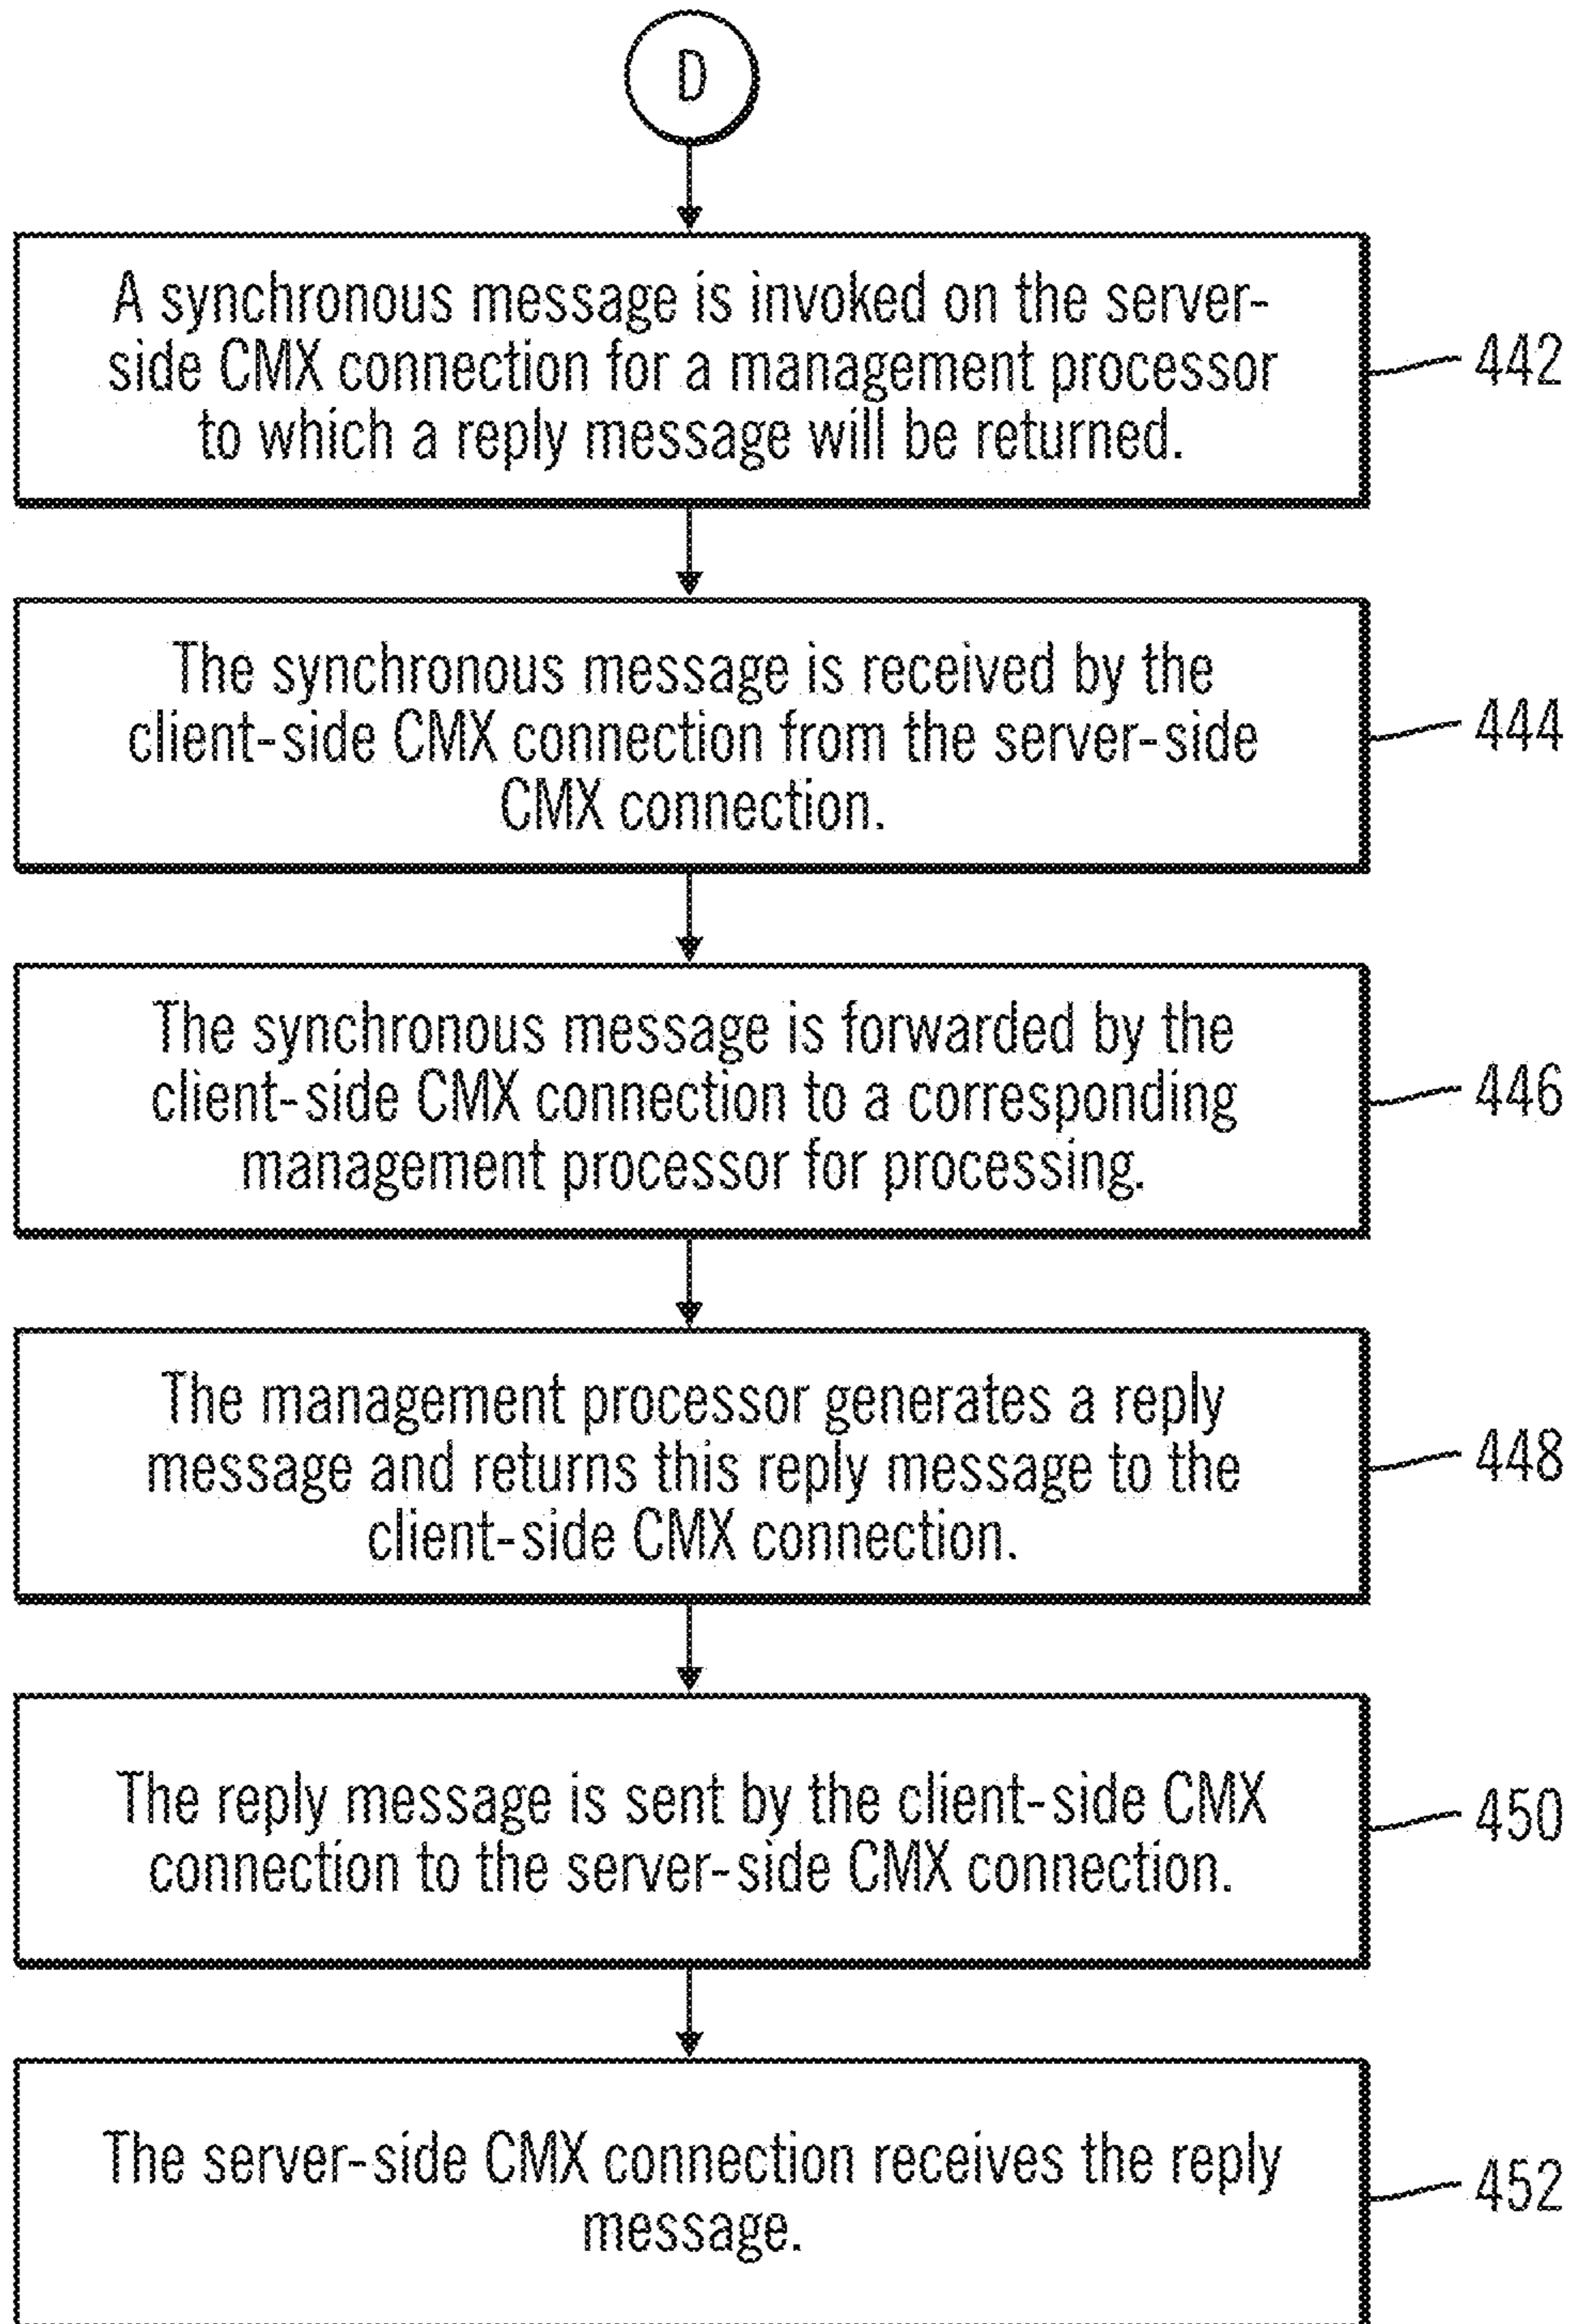 D
A synchronous message is invoked on the server-
side CMX connection for a management processor
to which a reply message will be returned.
442
The synchronous message is received by the
client-side CMX connection from the server-side
CMX connection.
444
The synchronous message is forwarded by the
client-side CMX connection to a corresponding
management processor for processing.
446
The management processor generates a reply
message and returns this reply message to the
client-side CMX connection.
448
The reply message is sent by the client-side CMX
connection to the server-side CMX connection.
450
The server-side CMX connection receives the reply
message.
452